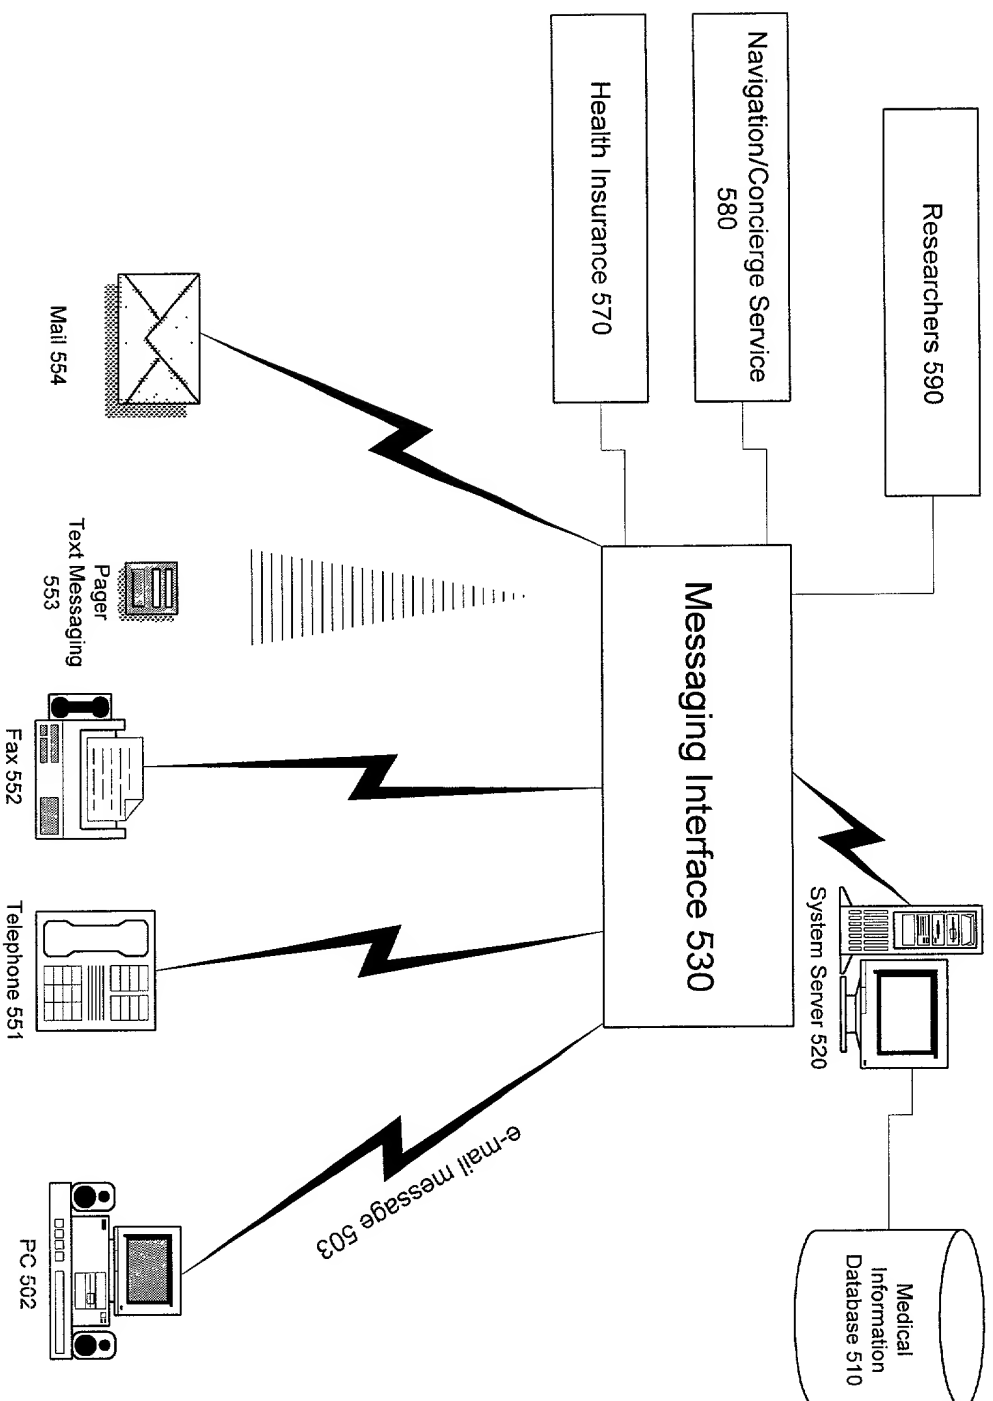 Researchers 590
Navigation/Concierge Service
580
Health Insurance 570
Medical
Information
Database 510
System Server 520
Messaging Interface 530
e-mail message 503
Mail 554
Pager
Text Messaging
553
Fax 552
Telephone 551
PC 502